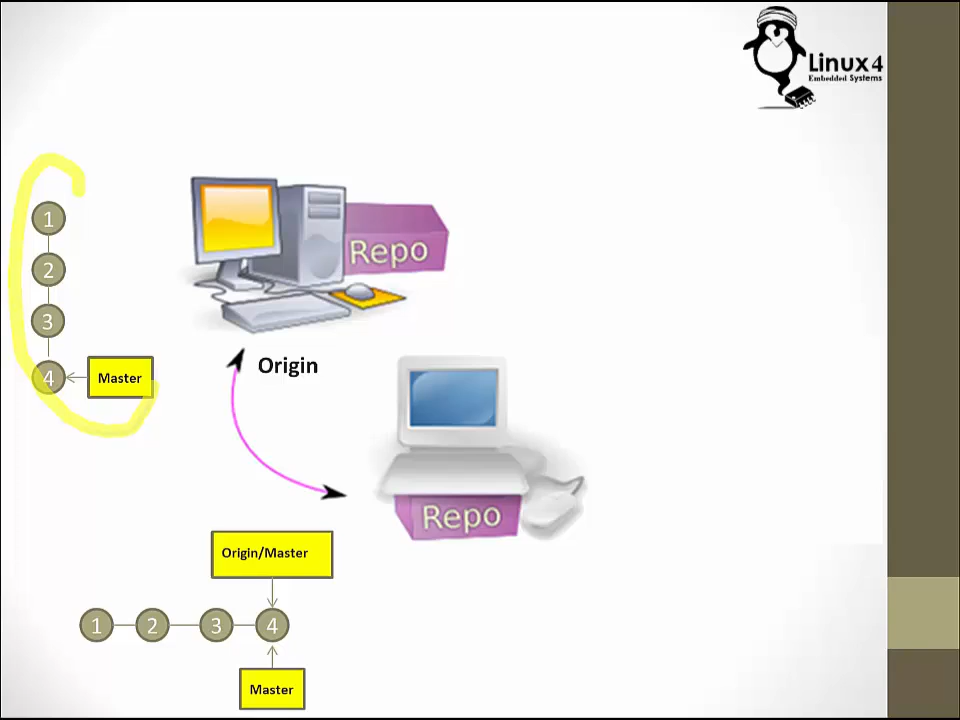 Linux 4
Embedded Systems
1
2
3
4
Master
Repo
Origin
Repo
Origin/Master
1
2
3
4
Master